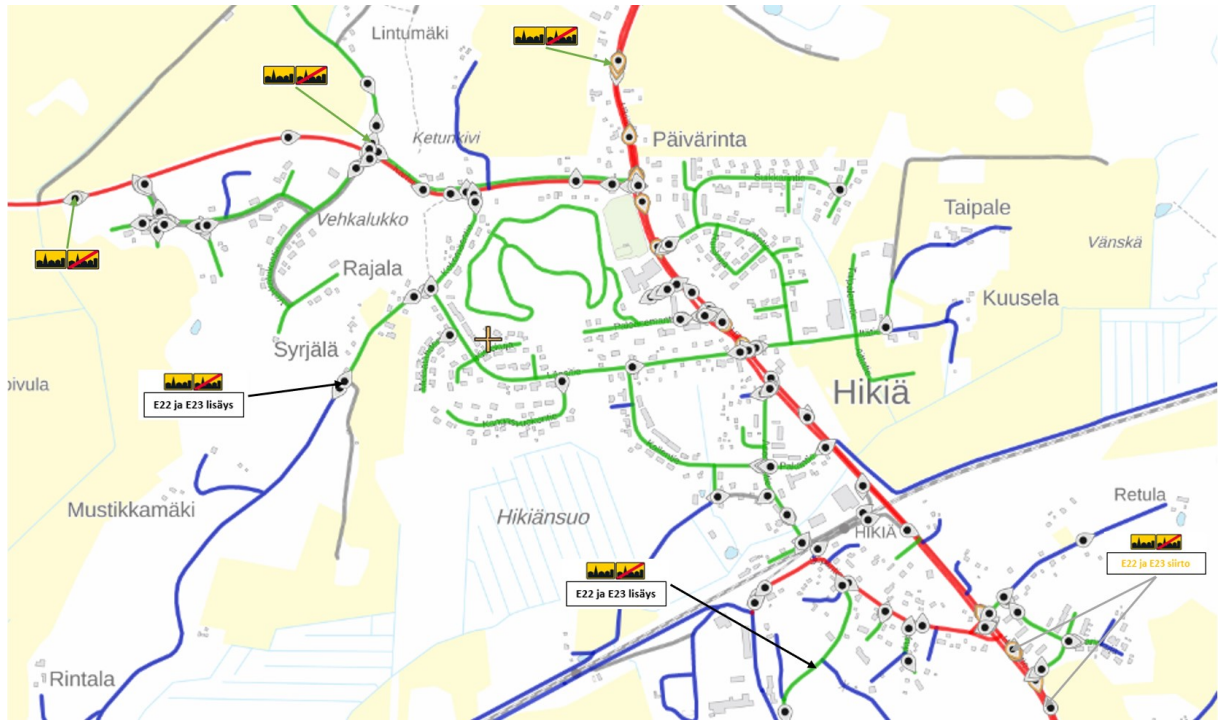 Lintumäki
Ketunkivi
Päivärinta
Taipale
Vänskä
Vehkalukko
Rajala
Kuusela
Syrjälä
pivula
E22 ja E23 lisäys
Hikiä
Mustikkamäki
Hikiänsuo
Retula
HIKIÄ
E22 ja E23 siirto
E22 ja E23 lisäys
Rintala